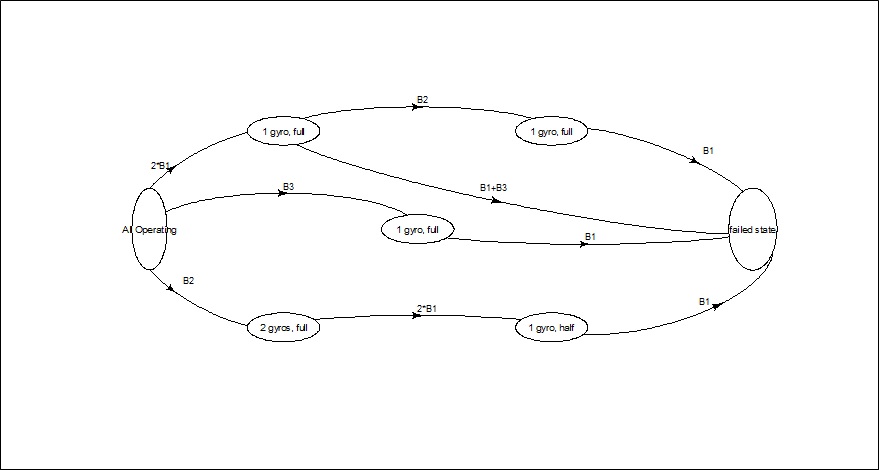 B2
1 gyro, full
1 gyro, full
B1
2*B1
B1+B3
B3
All Operating
1 gyro, full
B1
failed state
B2
B1
2*B1
2 gyros, full
1 gyro, half